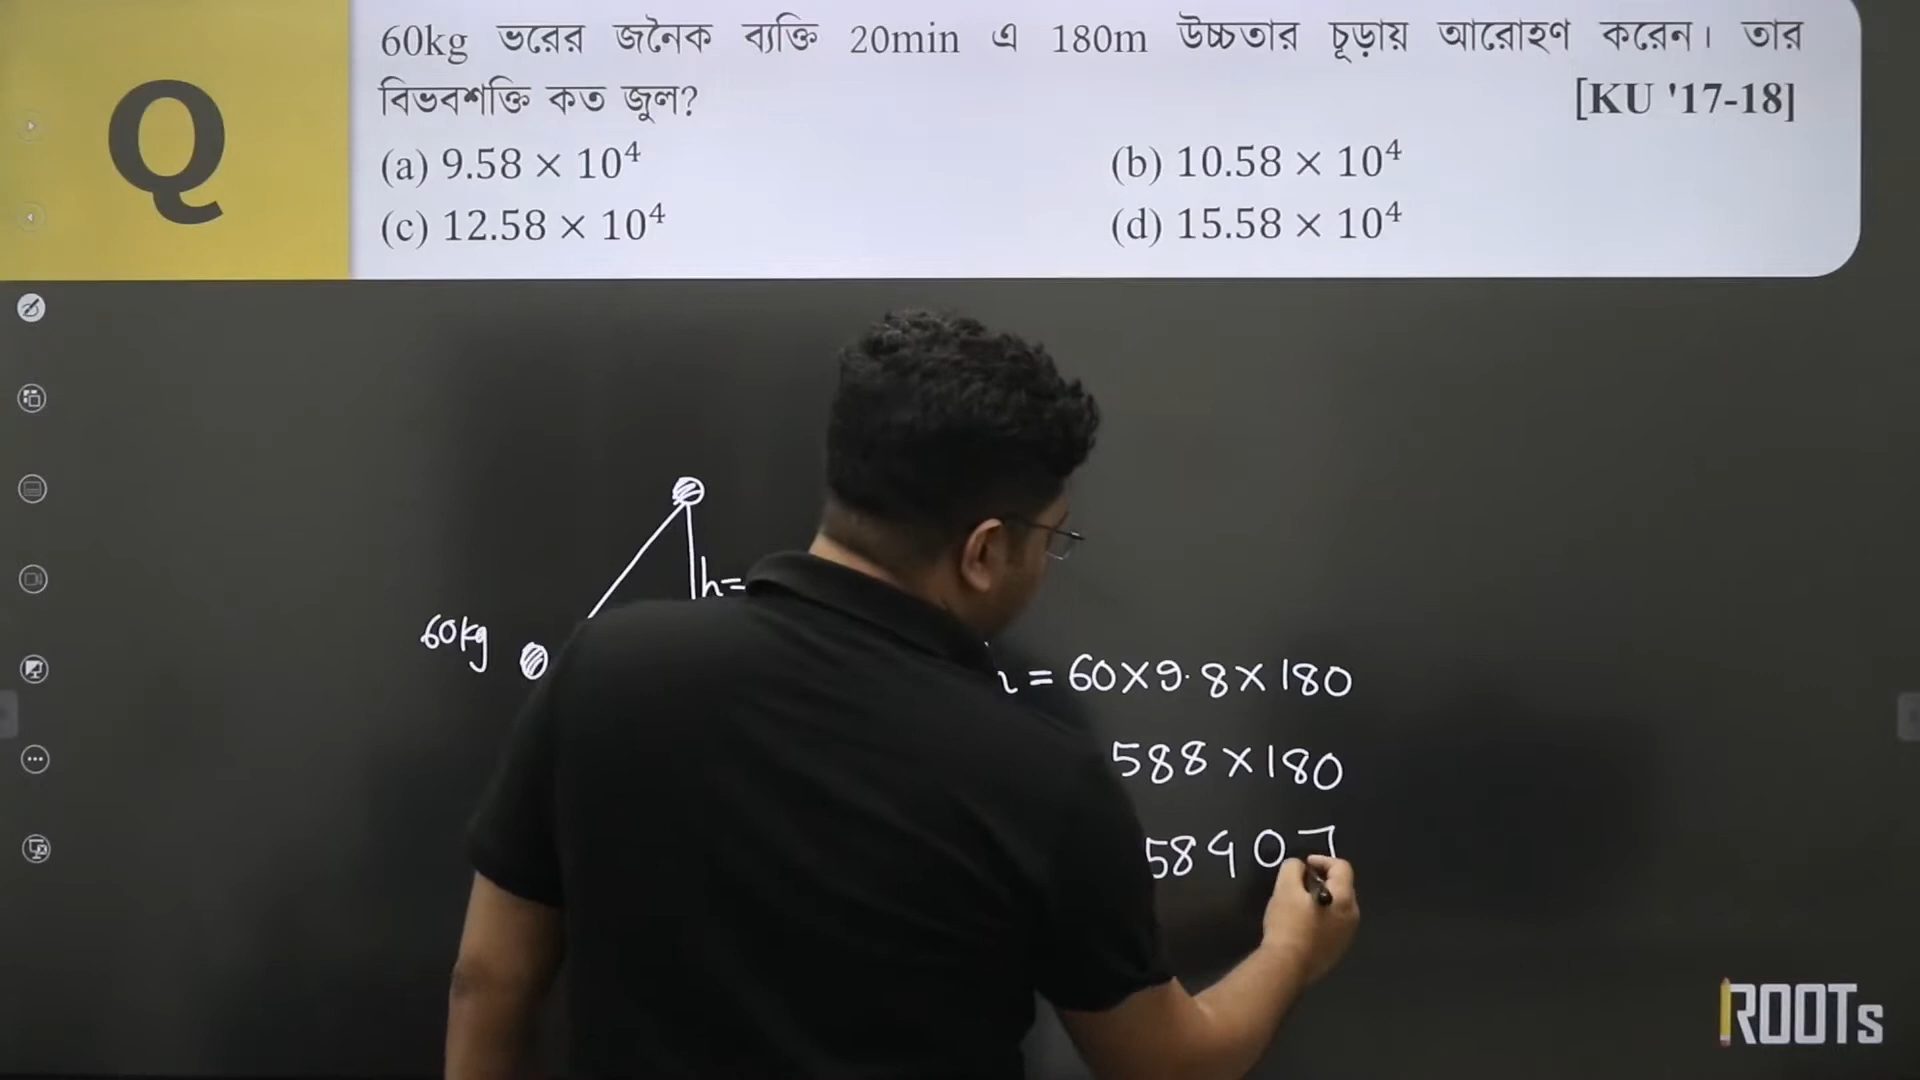 Q
60kg ভরের জনৈক ব্যক্তি 20min এ 180m উচ্চতার চূড়ায় আরোহণ করেন। তার
বিভবশক্তি কত জুল? [KU '17-18]
(a) 9.58 × 10⁴ (b) 10.58 × 10⁴
(c) 12.58 × 10⁴ (d) 15.58 × 10⁴
h=
60kg
= 60×9.8×180
588×180
5840
ROOTs